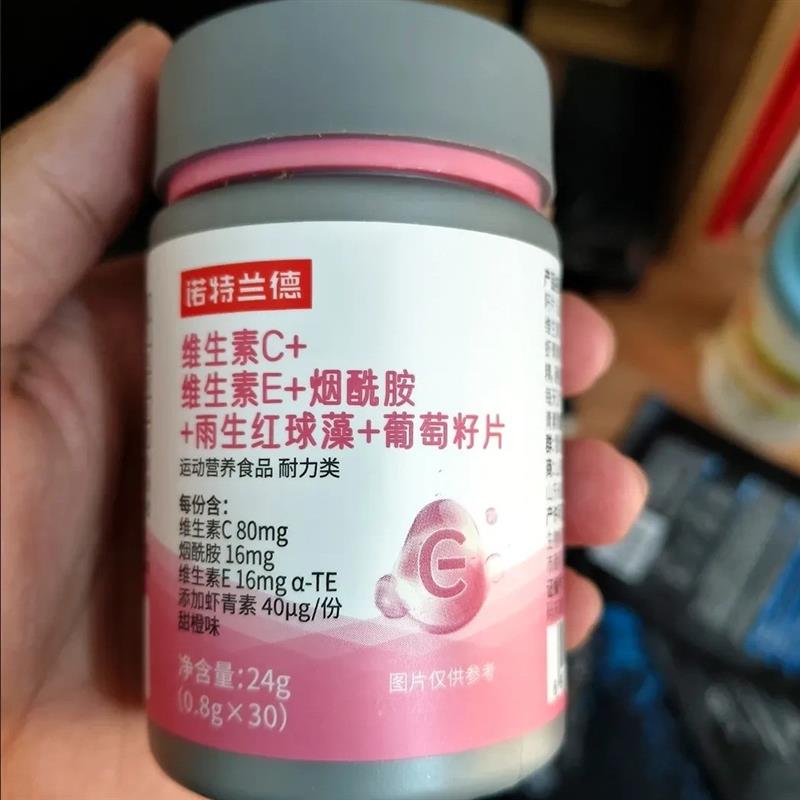 诺特兰德
维生素C+
维生素E+烟酰胺
+雨生红球藻+葡萄籽片
运动营养食品 耐力类
每份含：
维生素C 80mg
烟酰胺 16mg
维生素E 16mg α-TE
添加虾青素 40μg/份
甜橙味
净含量：24g
(0.8g×30)
C
图片仅供参考